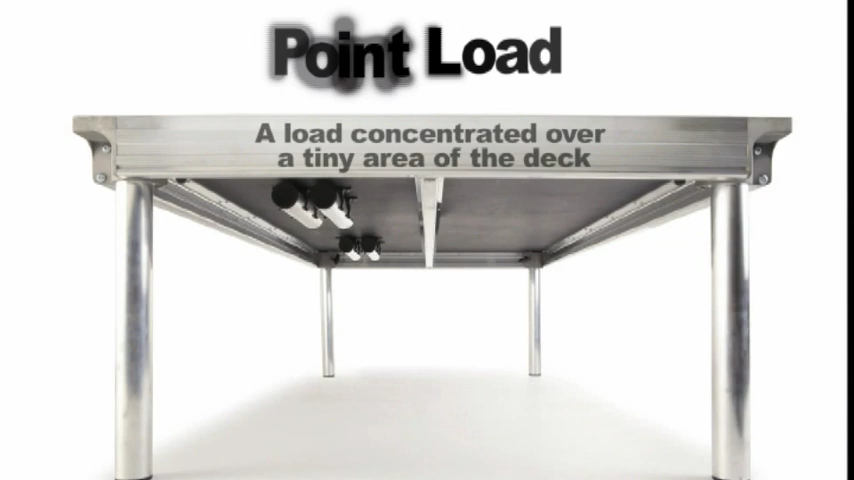 Point Load
A load concentrated over
a tiny area of the deck